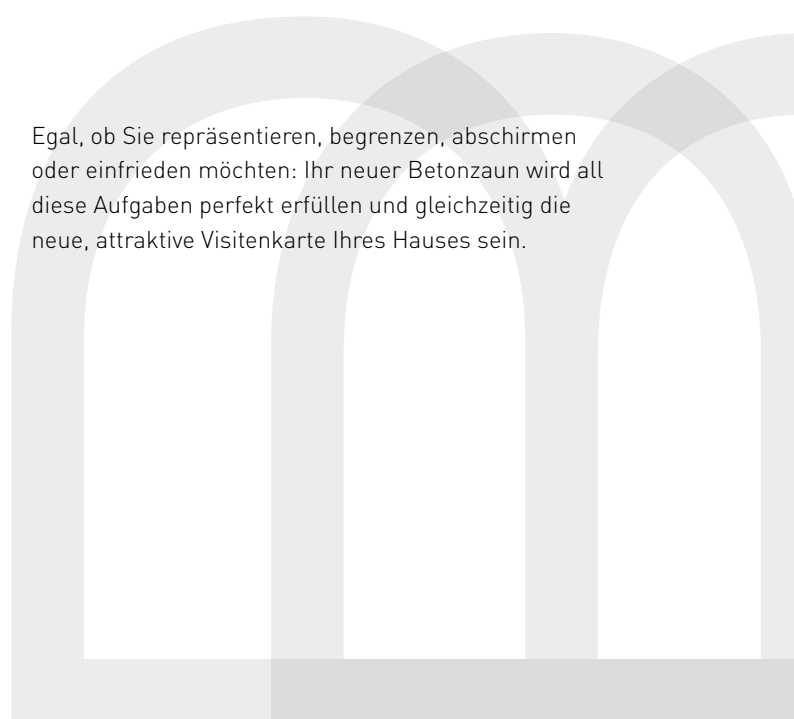 Egal, ob Sie repräsentieren, begrenzen, abschirmen
oder einfrieden möchten: Ihr neuer Betonzaun wird all
diese Aufgaben perfekt erfüllen und gleichzeitig die
neue, attraktive Visitenkarte Ihres Hauses sein.